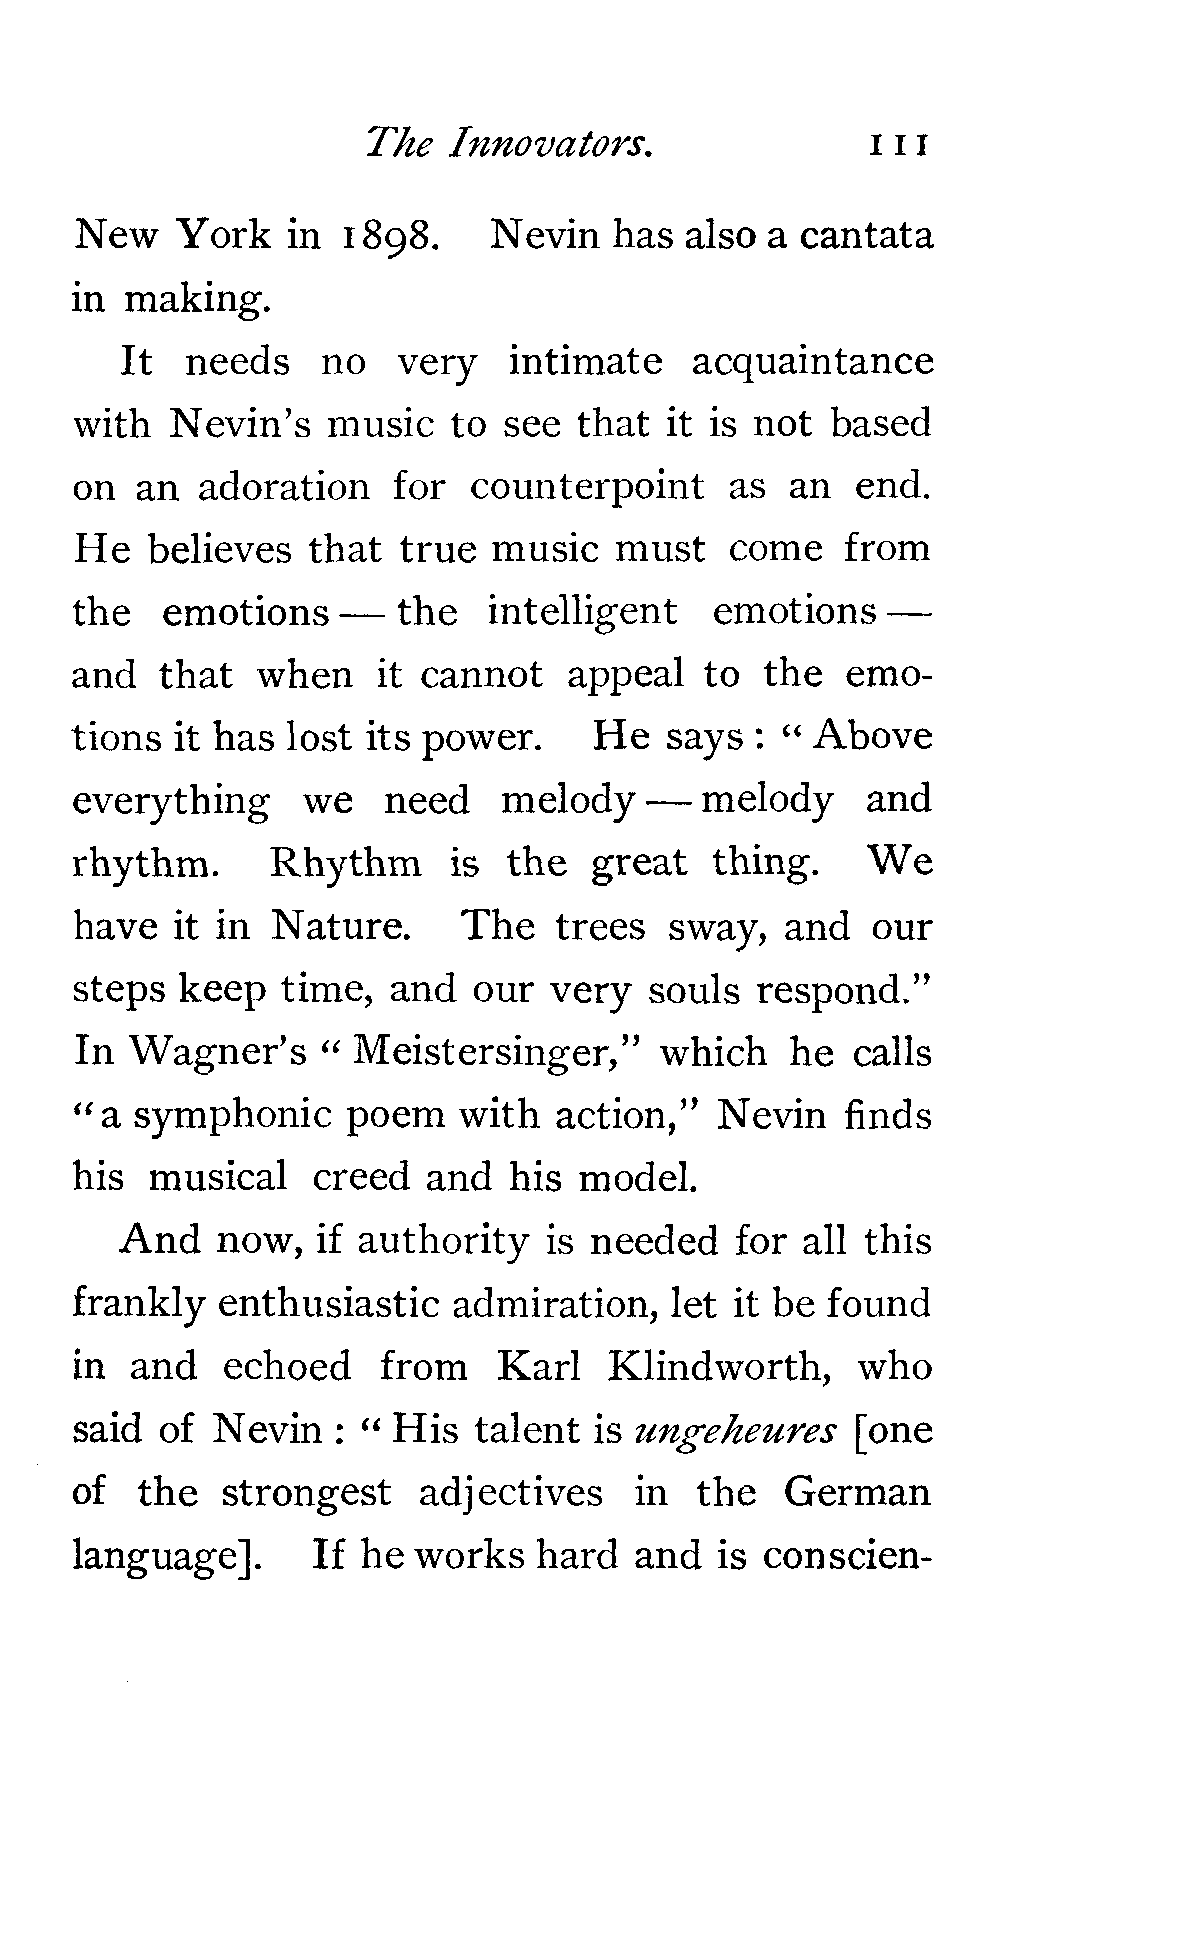 The Innovators. 111
New York in 1898. Nevin has also a cantata
in making.
It needs no very intimate acquaintance
with Nevin's music to see that it is not based
on an adoration for counterpoint as an end.
He believes that true music must come from
the emotions — the intelligent emotions —
and that when it cannot appeal to the emo-
tions it has lost its power. He says : “ Above
everything we need melody — melody and
rhythm. Rhythm is the great thing. We
have it in Nature. The trees sway, and our
steps keep time, and our very souls respond.”
In Wagner's “ Meistersinger,” which he calls
“a symphonic poem with action,” Nevin finds
his musical creed and his model.
And now, if authority is needed for all this
frankly enthusiastic admiration, let it be found
in and echoed from Karl Klindworth, who
said of Nevin : “ His talent is ungeheures [one
of the strongest adjectives in the German
language]. If he works hard and is conscien-